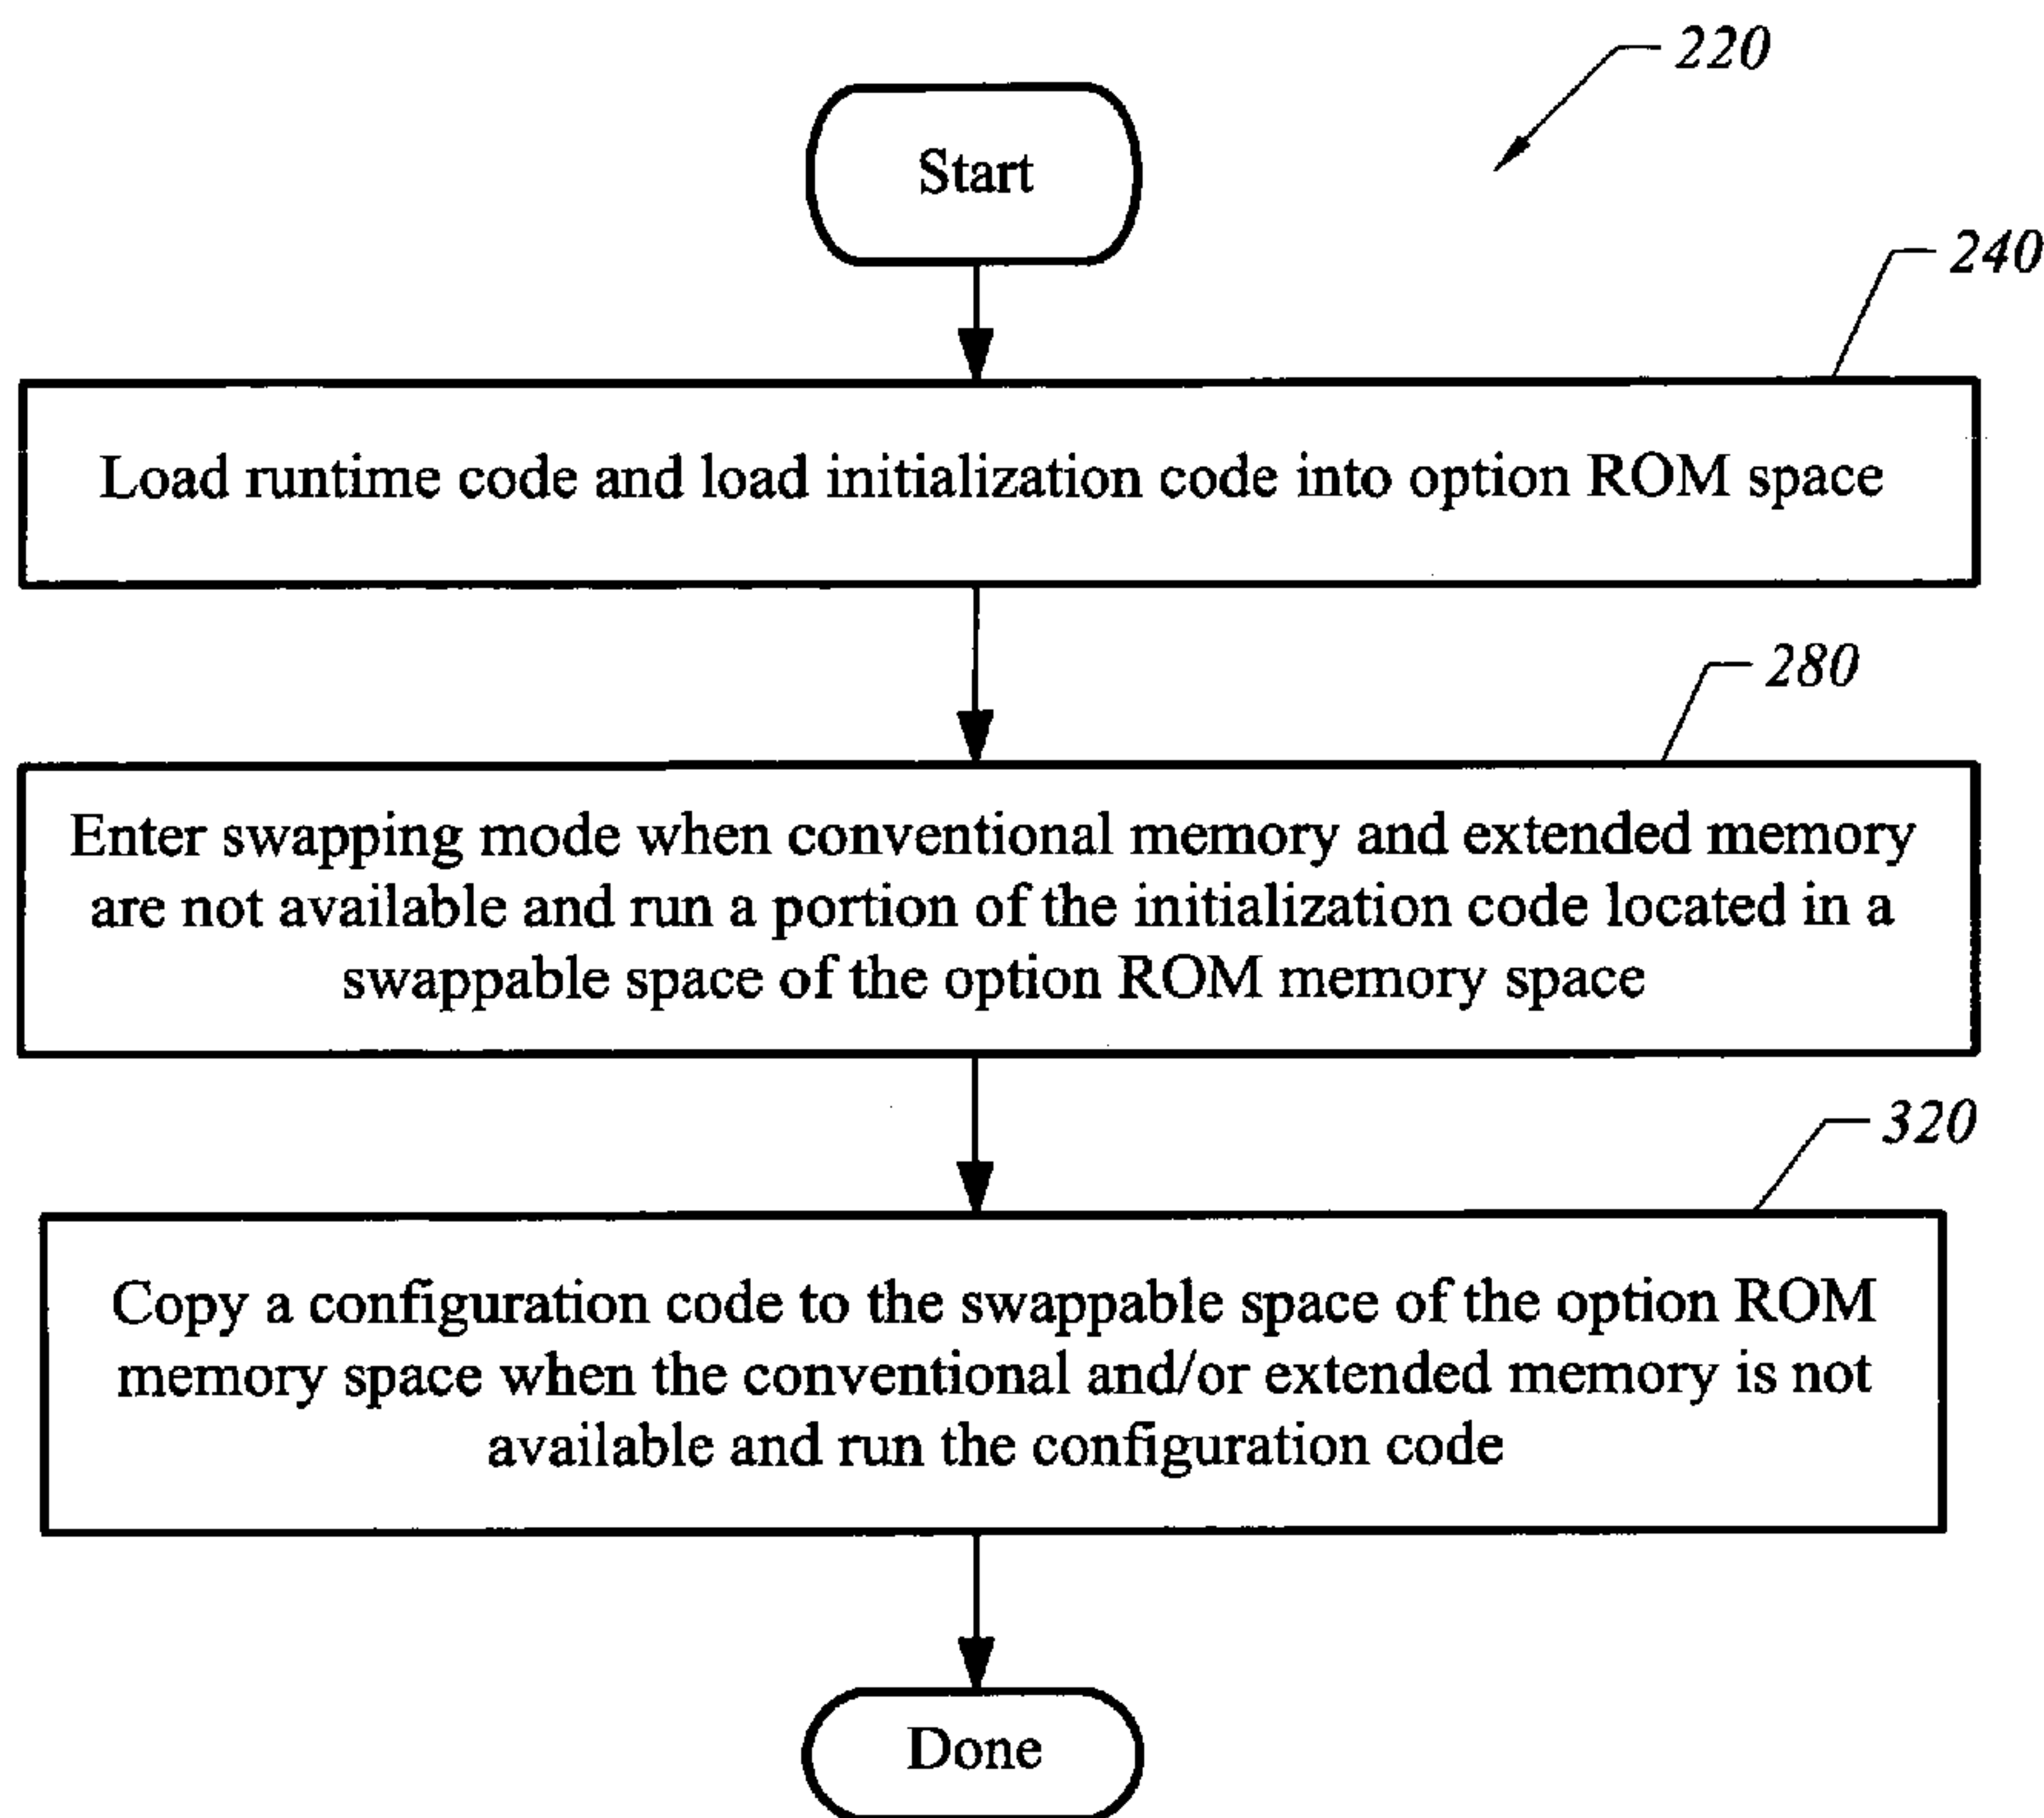 220
Start
240
Load runtime code and load initialization code into option ROM space
280
Enter swapping mode when conventional memory and extended memory
are not available and run a portion of the initialization code located in a
swappable space of the option ROM memory space
320
Copy a configuration code to the swappable space of the option ROM
memory space when the conventional and/or extended memory is not
available and run the configuration code
Done